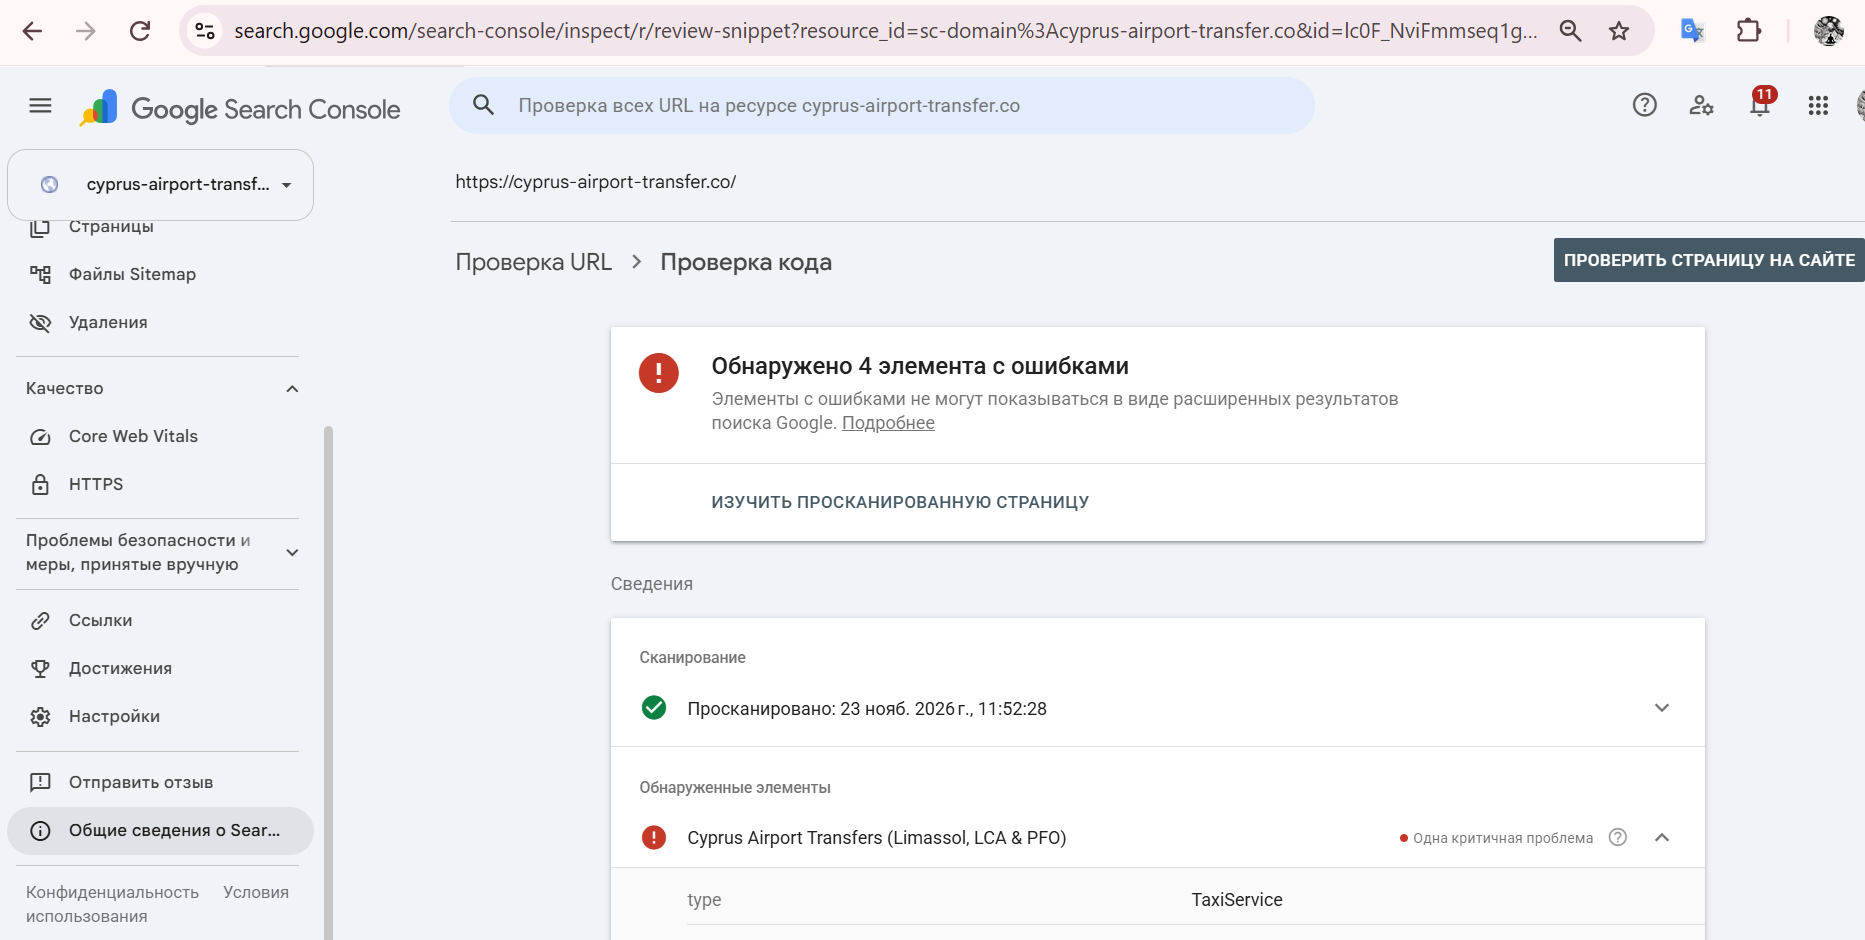 search.google.com/search-console/inspect/r/review-snippet?resource_id=sc-domain%3Acyprus-airport-transfer.co&id=lc0F_NviFmmseq1g...
Google Search Console
Проверка всех URL на ресурсе cyprus-airport-transfer.co
11
cyprus-airport-transf...
https://cyprus-airport-transfer.co/
Страницы
Файлы Sitemap
Удаления
Качество
Core Web Vitals
HTTPS
Проблемы безопасности и
меры, принятые вручную
Ссылки
Достижения
Настройки
Отправить отзыв
Общие сведения о Sear...
Конфиденциальность Условия
использования
Проверка URL > Проверка кода
ПРОВЕРИТЬ СТРАНИЦУ НА САЙТЕ
Обнаружено 4 элемента с ошибками
Элементы с ошибками не могут показываться в виде расширенных результатов
поиска Google. Подробнее
ИЗУЧИТЬ ПРОСКАНИРОВАННУЮ СТРАНИЦУ
Сведения
Сканирование
Просканировано: 23 нояб. 2026 г., 11:52:28
Обнаруженные элементы
Cyprus Airport Transfers (Limassol, LCA & PFO)
Одна критичная проблема
type TaxiService